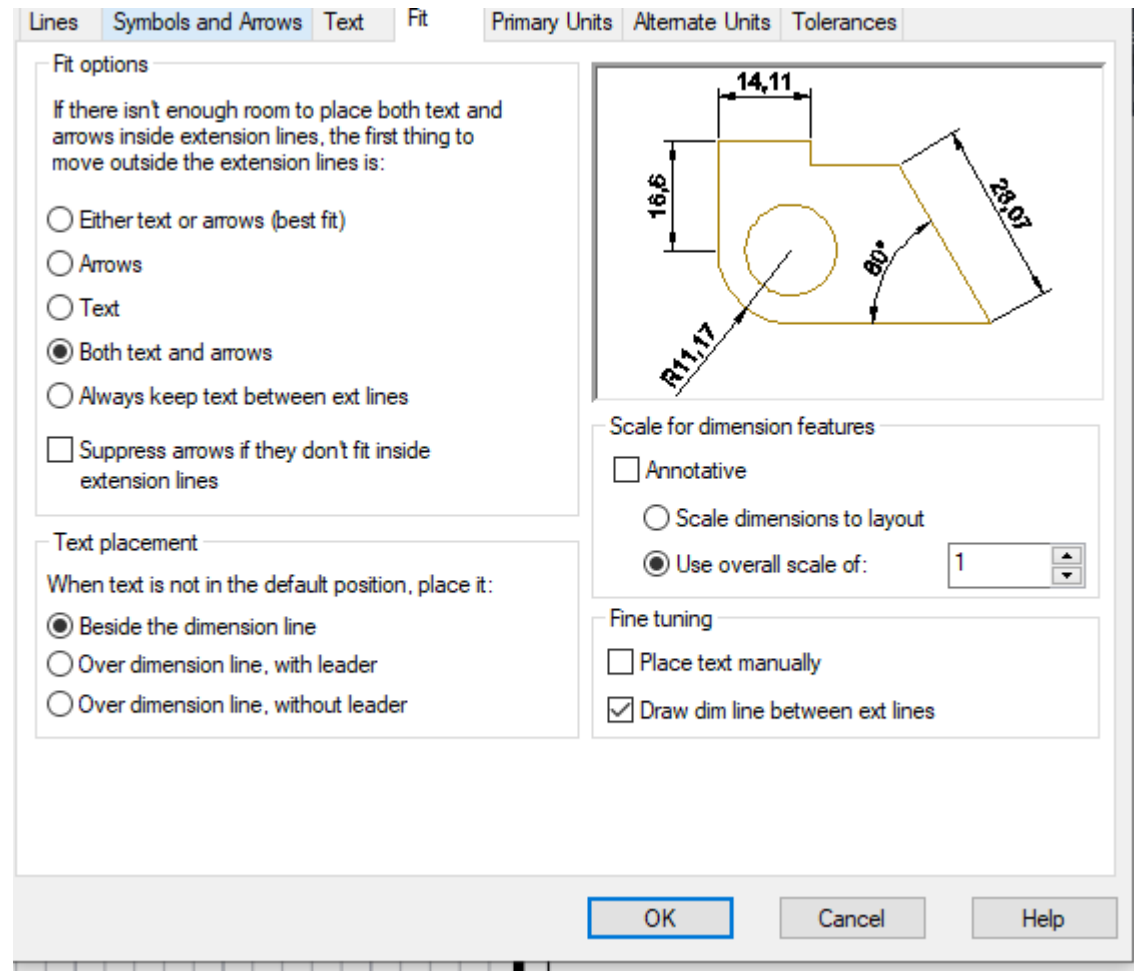 Lines Symbols and Arrows Text Fit Primary Units Alternate Units Tolerances
Fit options
If there isn't enough room to place both text and
arrows inside extension lines, the first thing to
move outside the extension lines is:
Either text or arrows (best fit)
Arrows
Text
Both text and arrows
Always keep text between ext lines
Suppress arrows if they don't fit inside
extension lines
Text placement
When text is not in the default position, place it:
Beside the dimension line
Over dimension line, with leader
Over dimension line, without leader
14,11
16,6
28,07
60°
R11,17
Scale for dimension features
Annotative
Scale dimensions to layout
Use overall scale of: 1
Fine tuning
Place text manually
Draw dim line between ext lines
OK Cancel Help